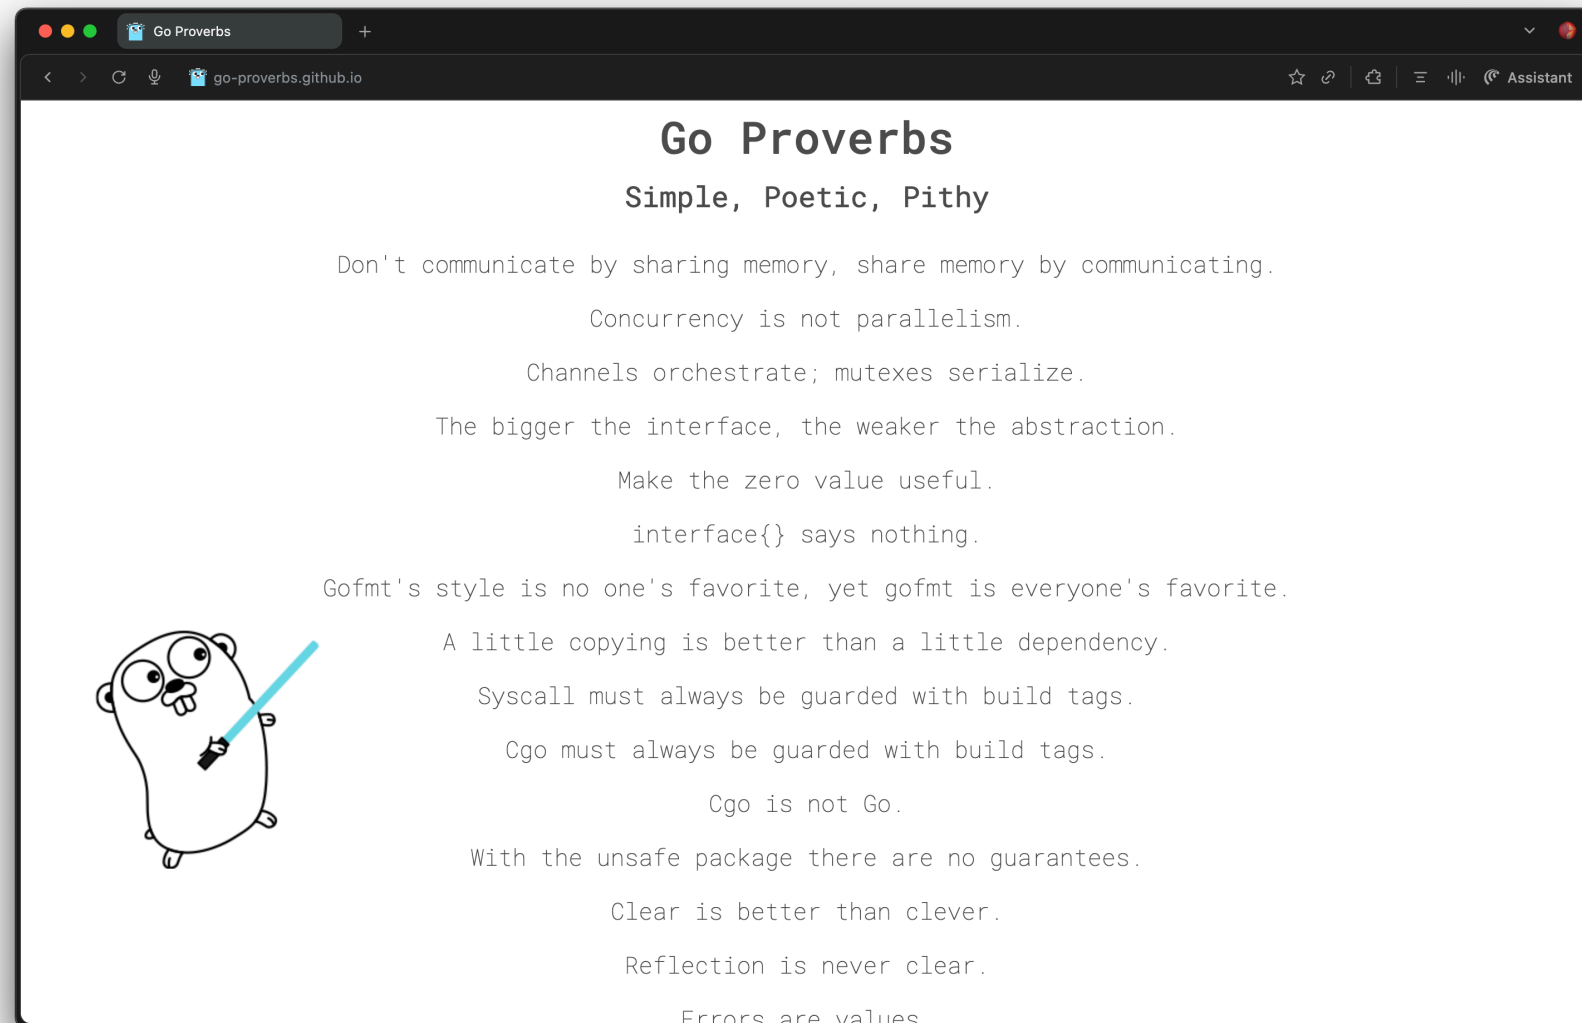 Go Proverbs
go-proverbs.github.io
Assistant
Go Proverbs
Simple, Poetic, Pithy
Don't communicate by sharing memory, share memory by communicating.
Concurrency is not parallelism.
Channels orchestrate; mutexes serialize.
The bigger the interface, the weaker the abstraction.
Make the zero value useful.
interface{} says nothing.
Gofmt's style is no one's favorite, yet gofmt is everyone's favorite.
A little copying is better than a little dependency.
Syscall must always be guarded with build tags.
Cgo must always be guarded with build tags.
Cgo is not Go.
With the unsafe package there are no guarantees.
Clear is better than clever.
Reflection is never clear.
Errors are values